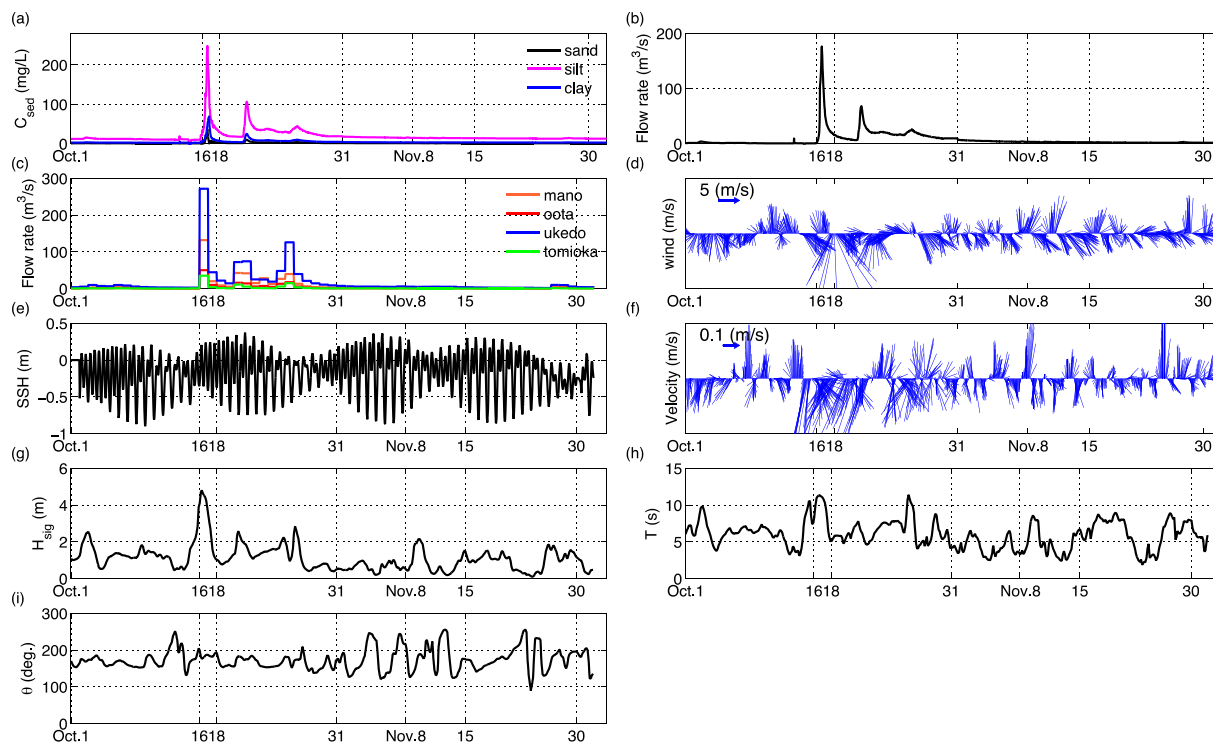 (a)
C_sed (mg/L)
200
100
0
sand
silt
clay
Oct.1 1618 31 Nov.8 15 30
(b)
Flow rate (m³/s)
200
100
0
Oct.1 1618 31 Nov.8 15 30
(c)
Flow rate (m³/s)
300
200
100
0
mano
oota
ukedo
tomioka
Oct.1 1618 31 Nov.8 15 30
(d)
wind (m/s)
5 (m/s)
Oct.1 1618 31 Nov.8 15 30
(e)
SSH (m)
0.5
0
−0.5
−1
Oct.1 1618 31 Nov.8 15 30
(f)
Velocity (m/s)
0.1 (m/s)
Oct.1 1618 31 Nov.8 15 30
(g)
H_sig (m)
6
4
2
0
Oct.1 1618 31 Nov.8 15 30
(h)
T (s)
15
10
5
0
Oct.1 1618 31 Nov.8 15 30
(i)
θ (deg.)
300
200
100
0
Oct.1 1618 31 Nov.8 15 30